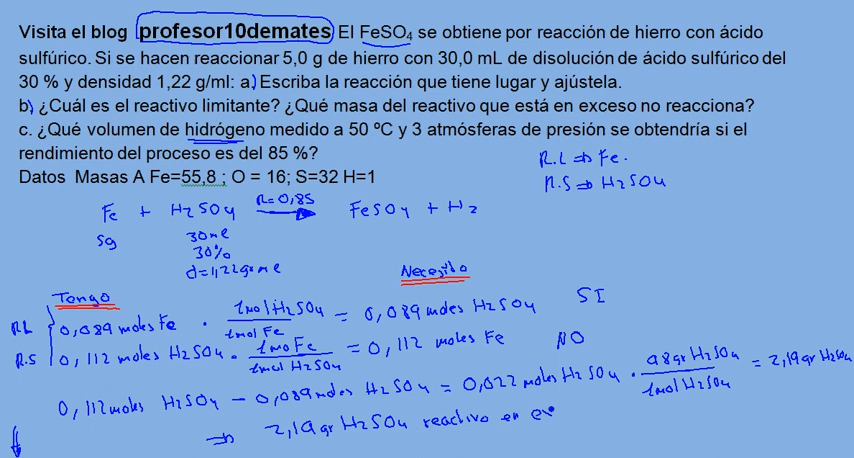 Visita el blog profesor10demates El FeSO₄ se obtiene por reacción de hierro con ácido
sulfúrico. Si se hacen reaccionar 5,0 g de hierro con 30,0 mL de disolución de ácido sulfúrico del
30 % y densidad 1,22 g/ml: a) Escriba la reacción que tiene lugar y ajústela.
b) ¿Cuál es el reactivo limitante? ¿Qué masa del reactivo que está en exceso no reacciona?
c. ¿Qué volumen de hidrógeno medido a 50 ºC y 3 atmósferas de presión se obtendría si el
rendimiento del proceso es del 85 %?
Datos Masas A Fe=55,8 ; O = 16; S=32 H=1
R.L ⇒ Fe.
R.S ⇒ H₂SO₄
Fe + H₂SO₄ R=0,85 → FeSO₄ + H₂
5g 30ml
30%
d=1,22gr/ml
Tengo Necesito
R.L 0,089 moles Fe · 1mol H₂SO₄ / 1mol Fe = 0,089 moles H₂SO₄ SI
R.S 0,112 moles H₂SO₄ · 1mo Fe / 1mol H₂SO₄ = 0,112 moles Fe NO
0,112 moles H₂SO₄ - 0,089 moles H₂SO₄ = 0,022 moles H₂SO₄ · 98gr H₂SO₄ / 1mol H₂SO₄ = 2,19gr H₂SO₄
⇒ 2,19gr H₂SO₄ reactivo en ex